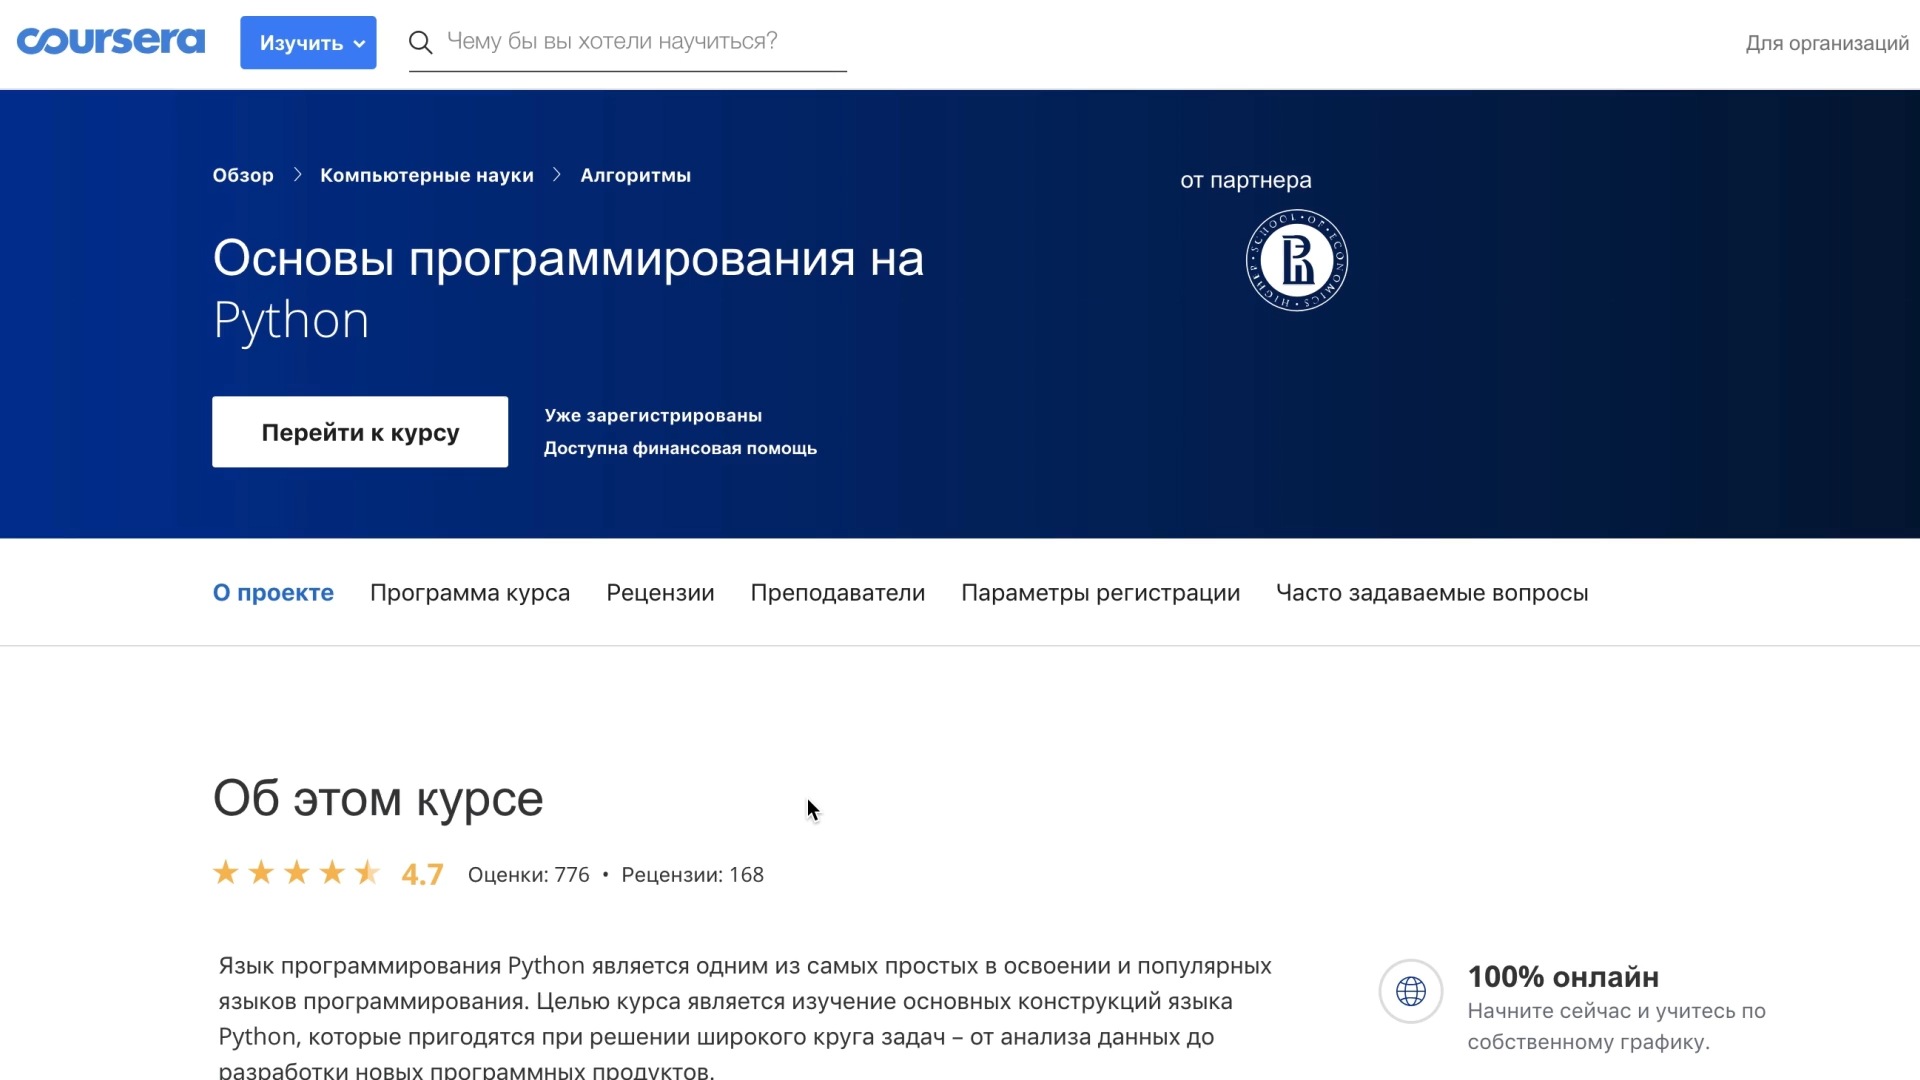 coursera
Изучить
Чему бы вы хотели научиться?
Для организаций
Обзор > Компьютерные науки > Алгоритмы
от партнера
HIGHER • SCHOOL • OF • ECONOMICS •
Основы программирования на
Python
Перейти к курсу
Уже зарегистрированы
Доступна финансовая помощь
О проекте Программа курса Рецензии Преподаватели Параметры регистрации Часто задаваемые вопросы
Об этом курсе
4.7 Оценки: 776 • Рецензии: 168
Язык программирования Python является одним из самых простых в освоении и популярных
языков программирования. Целью курса является изучение основных конструкций языка
Python, которые пригодятся при решении широкого круга задач – от анализа данных до
разработки новых программных продуктов.
100% онлайн
Начните сейчас и учитесь по
собственному графику.